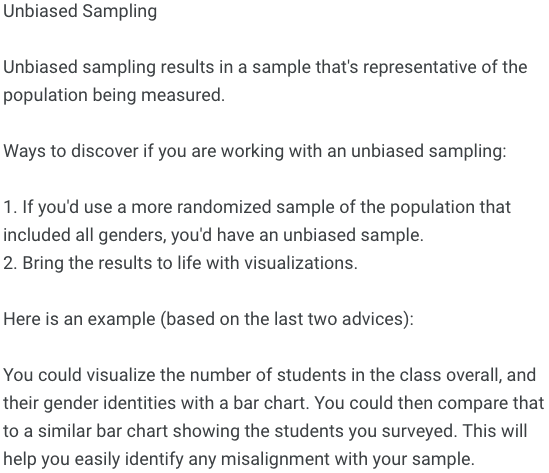 Unbiased Sampling
Unbiased sampling results in a sample that's representative of the
population being measured.
Ways to discover if you are working with an unbiased sampling:
1. If you'd use a more randomized sample of the population that
included all genders, you'd have an unbiased sample.
2. Bring the results to life with visualizations.
Here is an example (based on the last two advices):
You could visualize the number of students in the class overall, and
their gender identities with a bar chart. You could then compare that
to a similar bar chart showing the students you surveyed. This will
help you easily identify any misalignment with your sample.